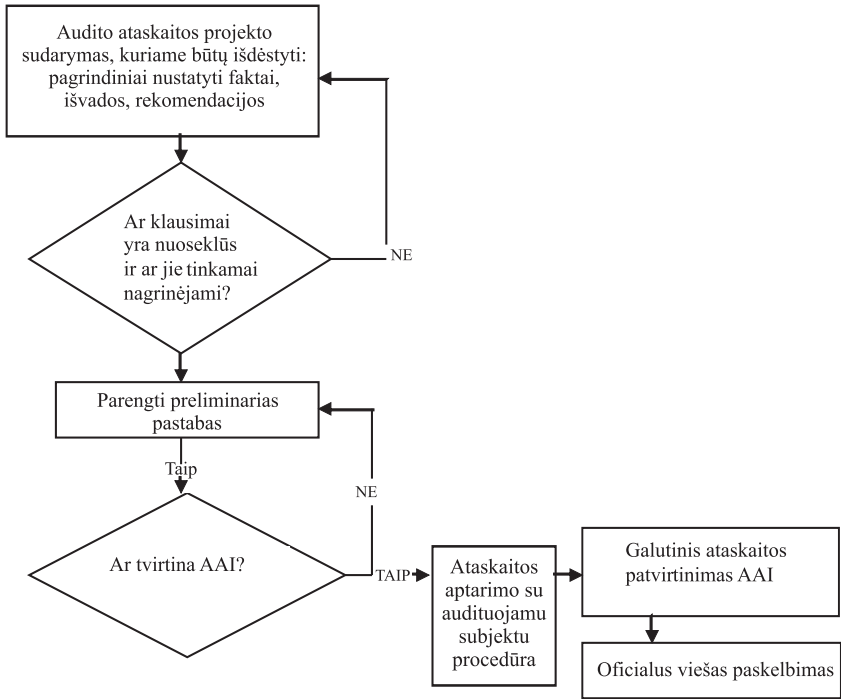 Audito ataskaitos projekto
sudarymas, kuriame būtų išdėstyti:
pagrindiniai nustatyti faktai,
išvados, rekomendacijos
Ar klausimai
yra nuoseklūs
ir ar jie tinkamai
nagrinėjami?
NE
Parengti preliminarias
pastabas
Taip
NE
Ar tvirtina AAI?
TAIP
Ataskaitos
aptarimo su
audituojamu
subjektu
procedūra
Galutinis ataskaitos
patvirtinimas AAI
Oficialus viešas paskelbimas